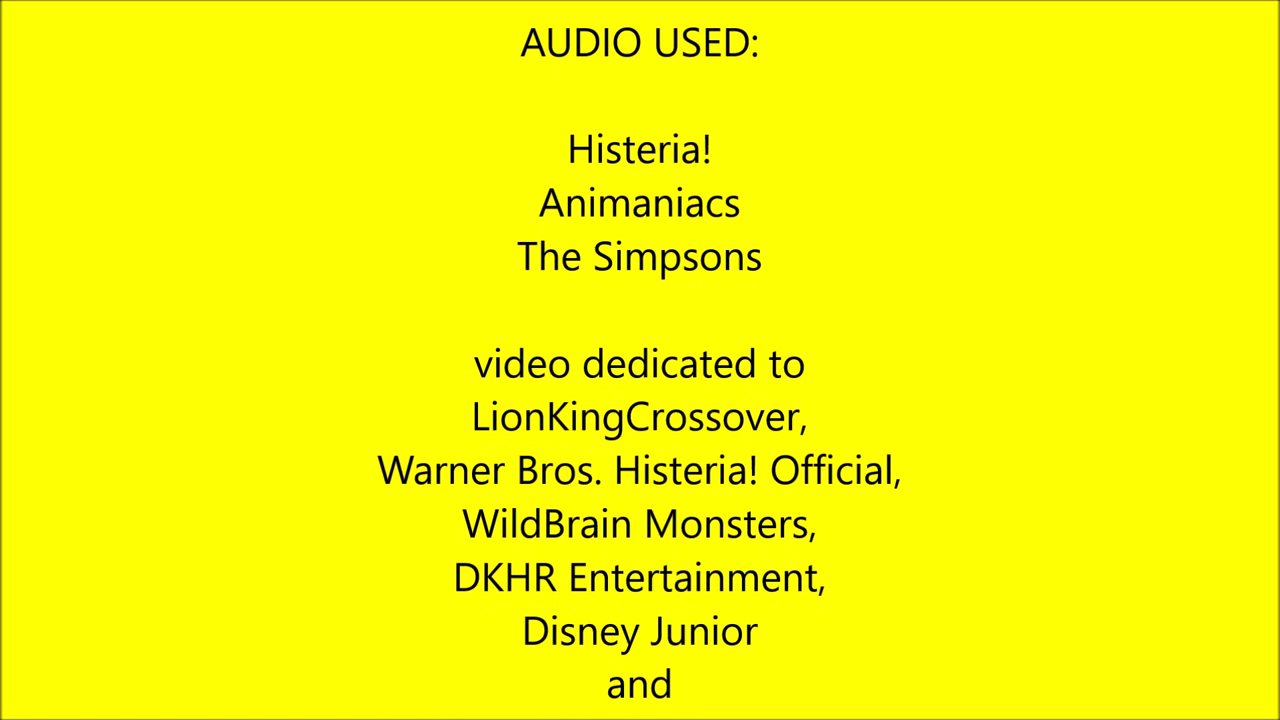 AUDIO USED:
Histeria!
Animaniacs
The Simpsons
video dedicated to
LionKingCrossover,
Warner Bros. Histeria! Official,
WildBrain Monsters,
DKHR Entertainment,
Disney Junior
and